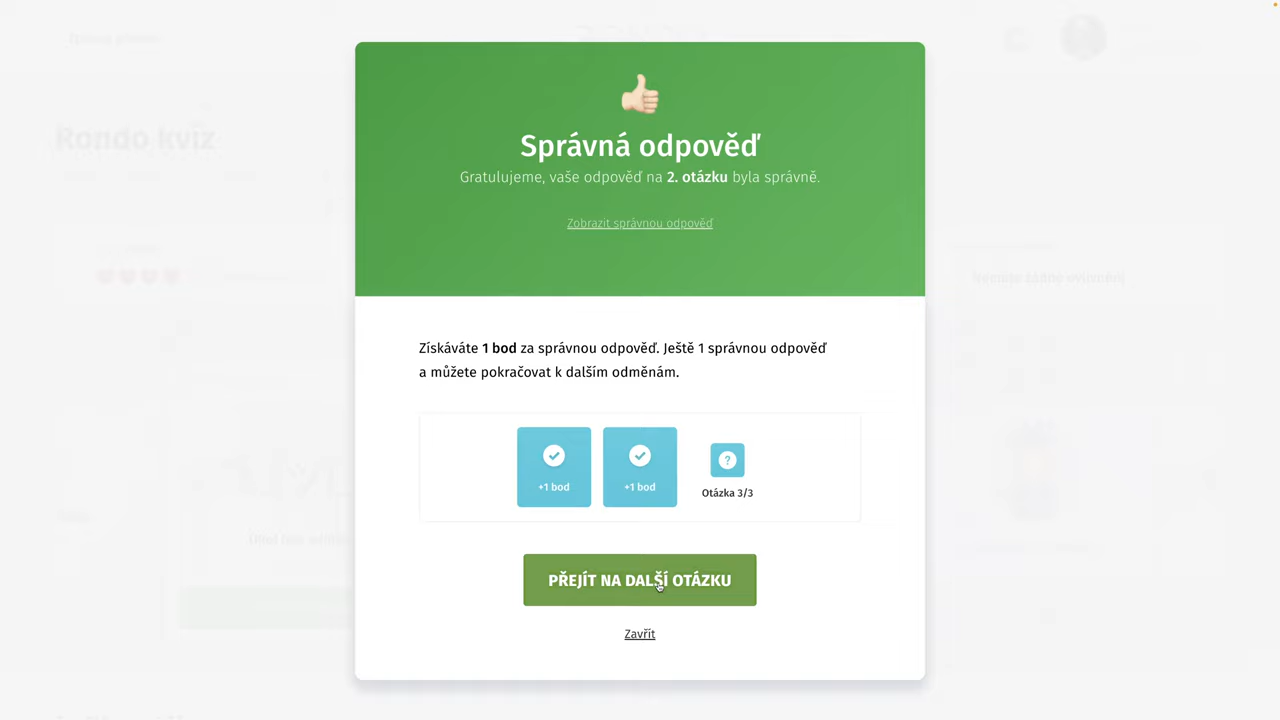 Rondo kvíz
Správná odpověď
Gratulujeme, vaše odpověď na 2. otázku byla správně.
Zobrazit správnou odpověď
Získáváte 1 bod za správnou odpověď. Ještě 1 správnou odpověď
a můžete pokračovat k dalším odměnám.
+1 bod
+1 bod
?
Otázka 3/3
PŘEJÍT NA DALŠÍ OTÁZKU
Zavřít